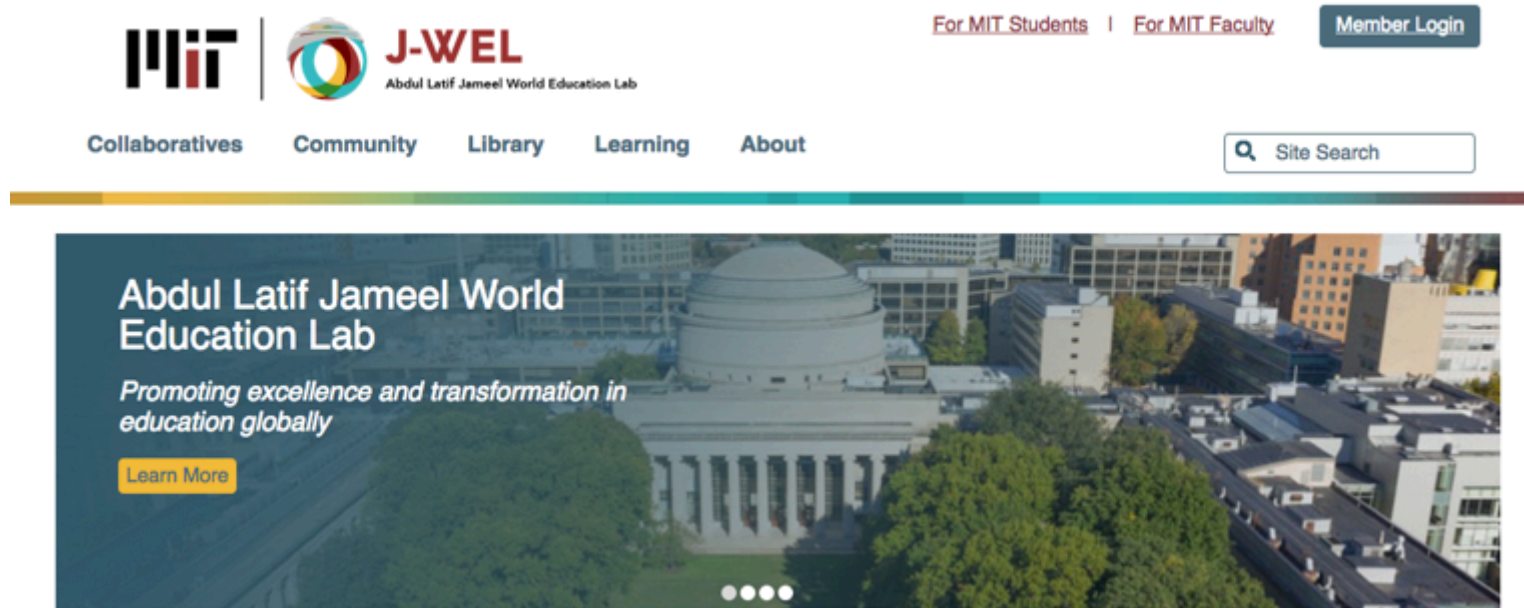 For MIT Students | For MIT Faculty
Member Login
MIT
J-WEL
Abdul Latif Jameel World Education Lab
Collaboratives Community Library Learning About
Site Search
Abdul Latif Jameel World
Education Lab
Promoting excellence and transformation in
education globally
Learn More